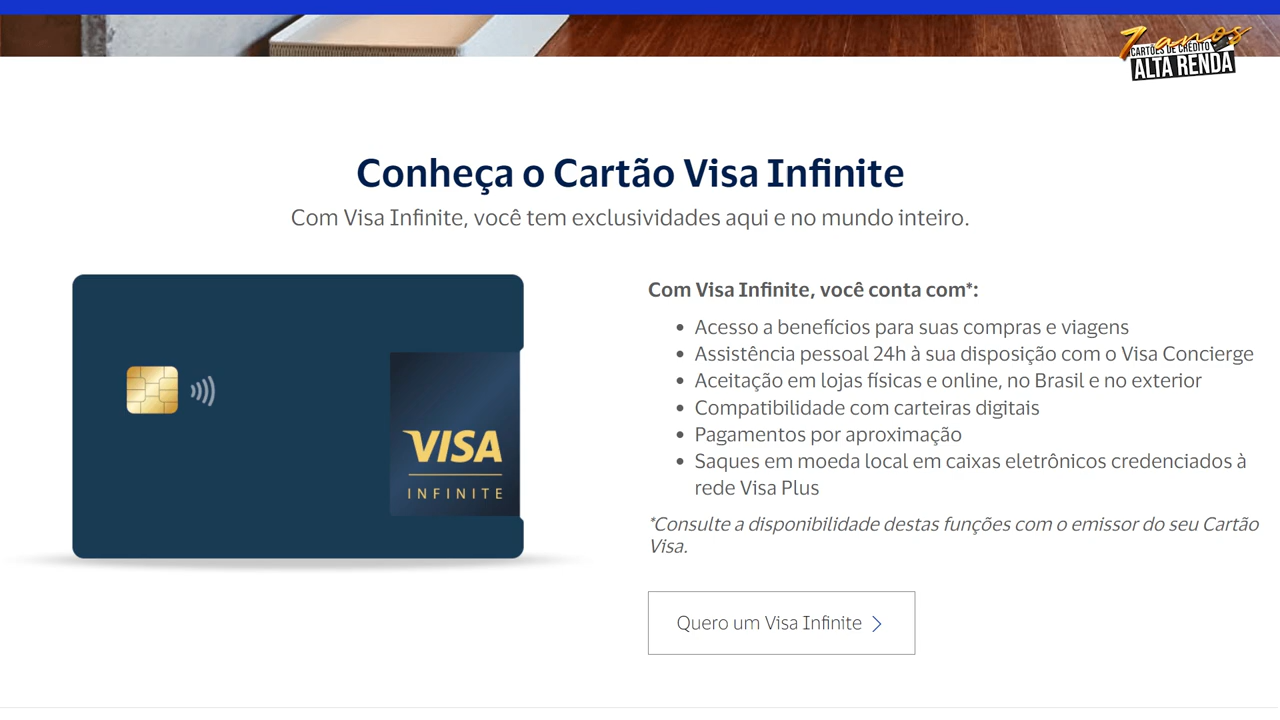 7 anos
CARTÕES DE CRÉDITO
ALTA RENDA
Conheça o Cartão Visa Infinite
Com Visa Infinite, você tem exclusividades aqui e no mundo inteiro.
VISA
INFINITE
Com Visa Infinite, você conta com*:
• Acesso a benefícios para suas compras e viagens
• Assistência pessoal 24h à sua disposição com o Visa Concierge
• Aceitação em lojas físicas e online, no Brasil e no exterior
• Compatibilidade com carteiras digitais
• Pagamentos por aproximação
• Saques em moeda local em caixas eletrônicos credenciados à
rede Visa Plus
*Consulte a disponibilidade destas funções com o emissor do seu Cartão
Visa.
Quero um Visa Infinite